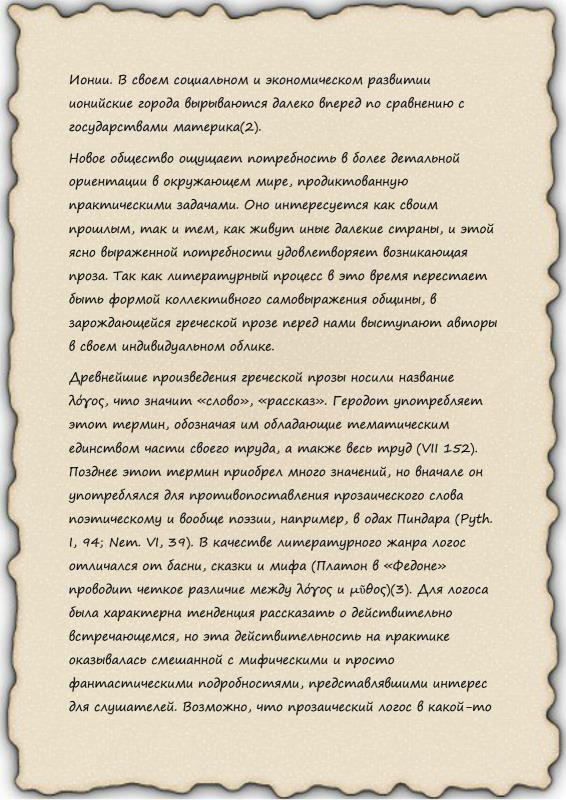 Ионии. В своем социальном и экономическом развитии
ионийские города вырываются далеко вперед по сравнению с
государствами материка(2).
Новое общество ощущает потребность в более детальной
ориентации в окружающем мире, продиктованную
практическими задачами. Оно интересуется как своим
прошлым, так и тем, как живут иные далекие страны, и этой
ясно выраженной потребности удовлетворяет возникающая
проза. Так как литературный процесс в это время перестает
быть формой коллективного самовыражения общины, в
зарождающейся греческой прозе перед нами выступают авторы
в своем индивидуальном облике.
Древнейшие произведения греческой прозы носили название
λόγος, что значит «слово», «рассказ». Геродот употребляет
этот термин, обозначая им обладающие тематическим
единством части своего труда, а также весь труд (VII 152).
Позднее этот термин приобрел много значений, но вначале он
употреблялся для противопоставления прозаического слова
поэтическому и вообще поэзии, например, в одах Пиндара (Pyth.
I, 94; Nem. VI, 39). В качестве литературного жанра логос
отличался от басни, сказки и мифа (Платон в «Федоне»
проводит четкое различие между λόγος и μῦθος)(3). Для логоса
была характерна тенденция рассказать о действительно
встречающемся, но эта действительность на практике
оказывалась смешанной с мифическими и просто
фантастическими подробностями, представлявшими интерес
для слушателей. Возможно, что прозаический логос в какой-то